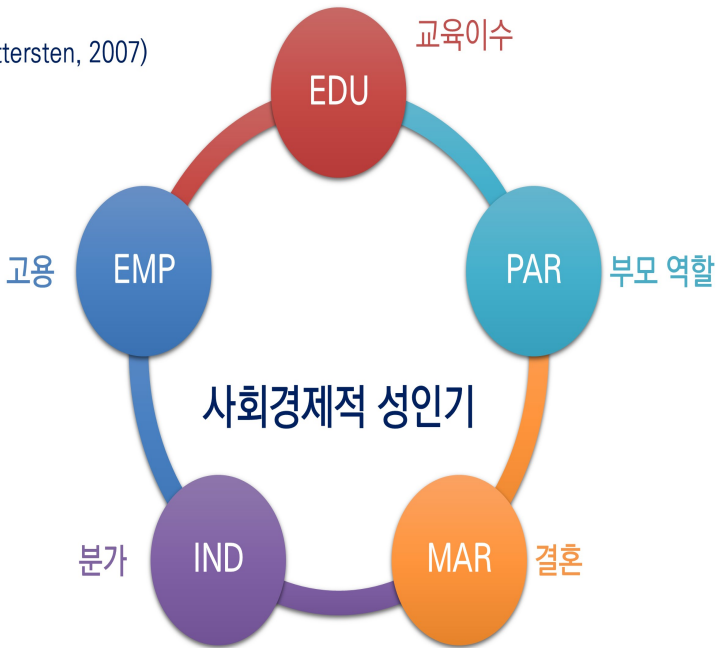 교육이수
ttersten, 2007)
EDU
고용
EMP
PAR
부모 역할
사회경제적 성인기
분가
IND
MAR
결혼